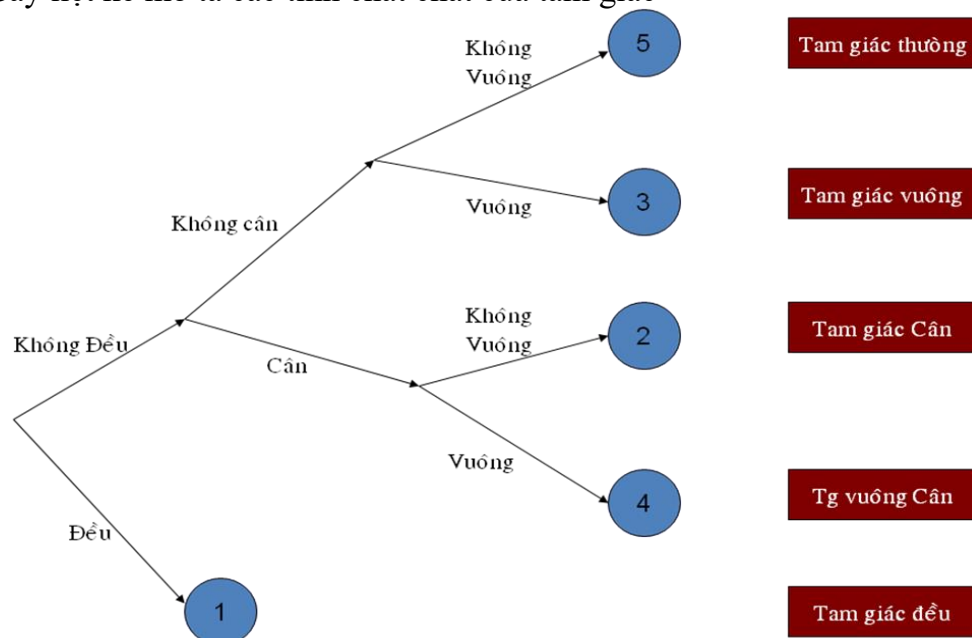 Không
Vuông
5
Tam giác thưòng
Vuông
3
Tam giác vuông
Không cân
Không
Vuông
2
Tam giác Cân
Không Đều
Cân
Vuông
4
Tg vuông Cân
Đều
1
Tam giác đều